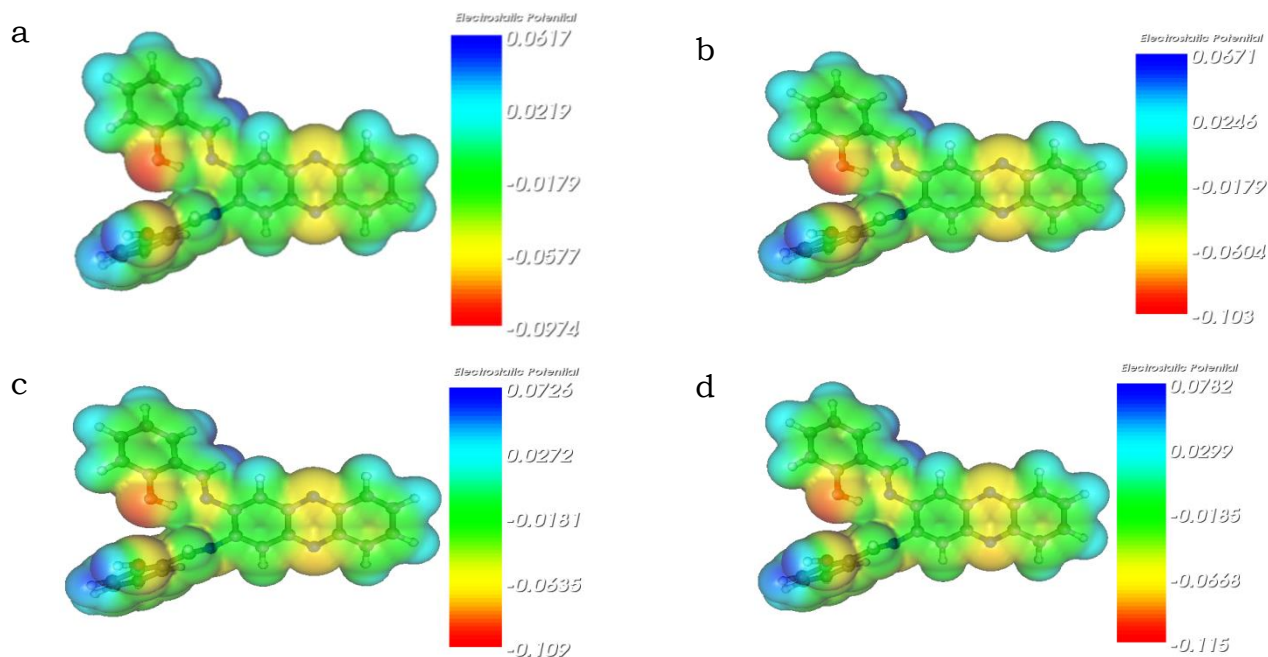 a
Electrostatic Potential
0.0617
0.0219
-0.0179
-0.0577
-0.0974
b
Electrostatic Potential
0.0671
0.0246
-0.0179
-0.0604
-0.103
c
Electrostatic Potential
0.0726
0.0272
-0.0181
-0.0635
-0.109
d
Electrostatic Potential
0.0782
0.0299
-0.0185
-0.0668
-0.115